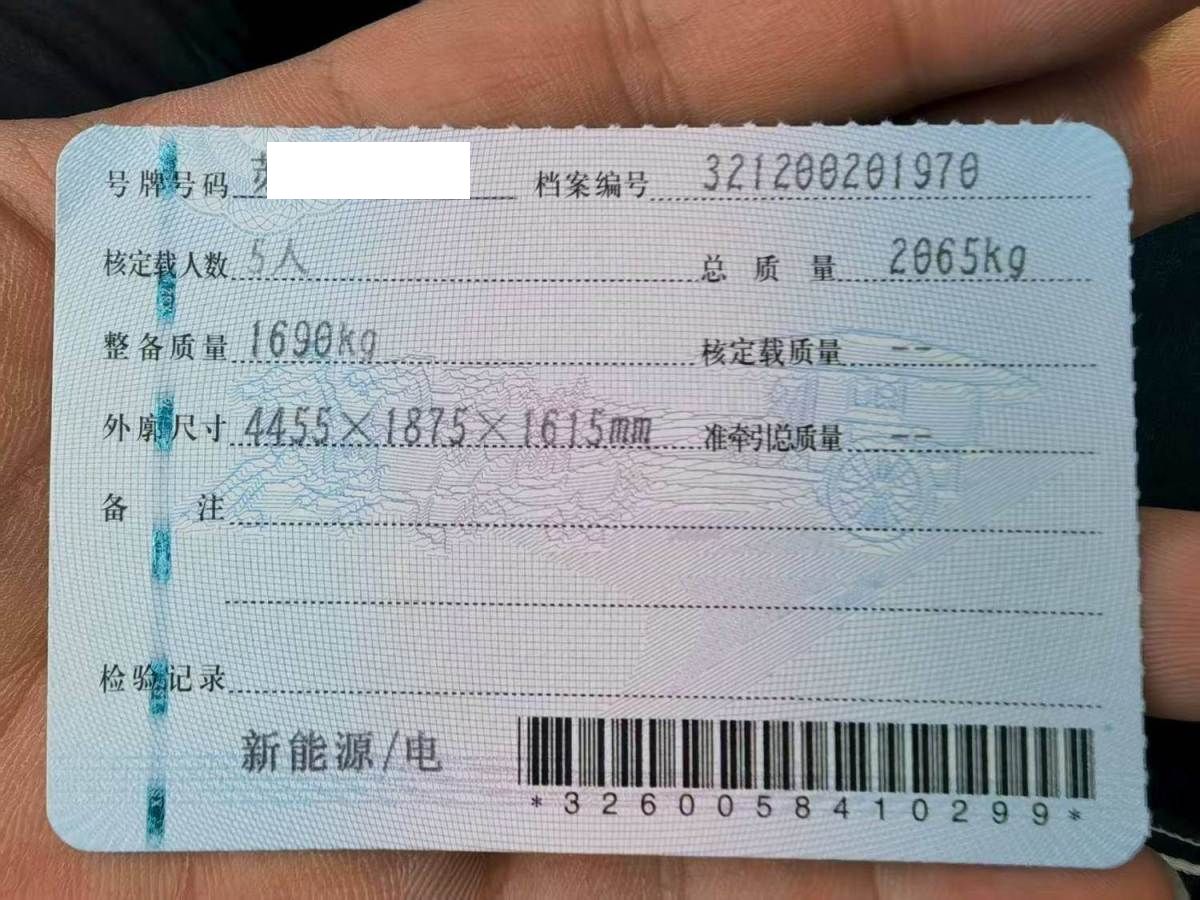 号牌号码 苏 档案编号 321200201970
核定载人数 5人 总质量 2065kg
整备质量 1690kg 核定载质量 --
外廓尺寸 4455×1875×1615mm 准牵引总质量 --
备注
检验记录
新能源/电
*3260058410299*